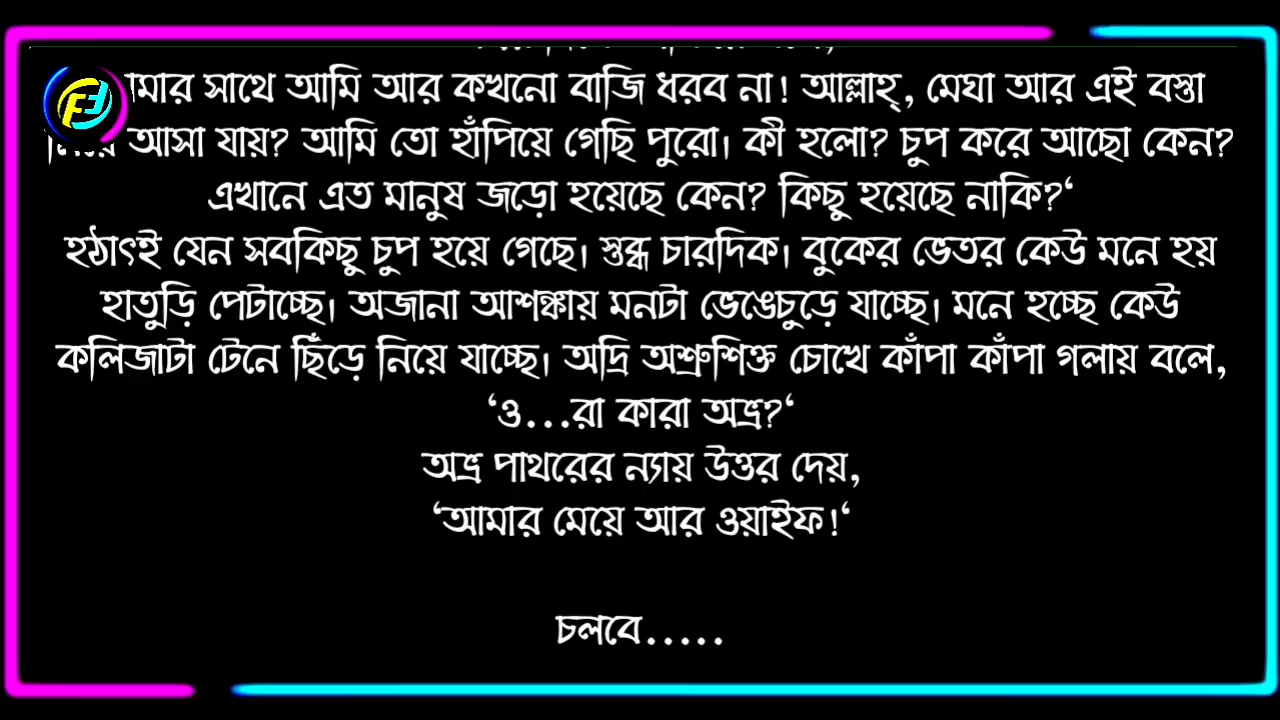 সাথে আমি আর কখনো বাজি ধরব না! আল্লাহ্, মেঘা আর এই বস্তা
আসা যায়? আমি তো হাঁপিয়ে গেছি পুরো। কী হলো? চুপ করে আছো কেন?
এখানে এত মানুষ জড়ো হয়েছে কেন? কিছু হয়েছে নাকি?‘
হঠাৎই যেন সবকিছু চুপ হয়ে গেছে। স্তব্ধ চারদিক। বুকের ভেতর কেউ মনে হয়
হাতুড়ি পেটাচ্ছে। অজানা আশঙ্কায় মনটা ভেঙেচুড়ে যাচ্ছে। মনে হচ্ছে কেউ
কলিজাটা টেনে ছিঁড়ে নিয়ে যাচ্ছে। অদ্রি অশ্রুশিক্ত চোখে কাঁপা কাঁপা গলায় বলে,
‘ও...রা কারা অভ্র?‘
অভ্র পাথরের ন্যায় উত্তর দেয়,
‘আমার মেয়ে আর ওয়াইফ!‘
চলবে.....